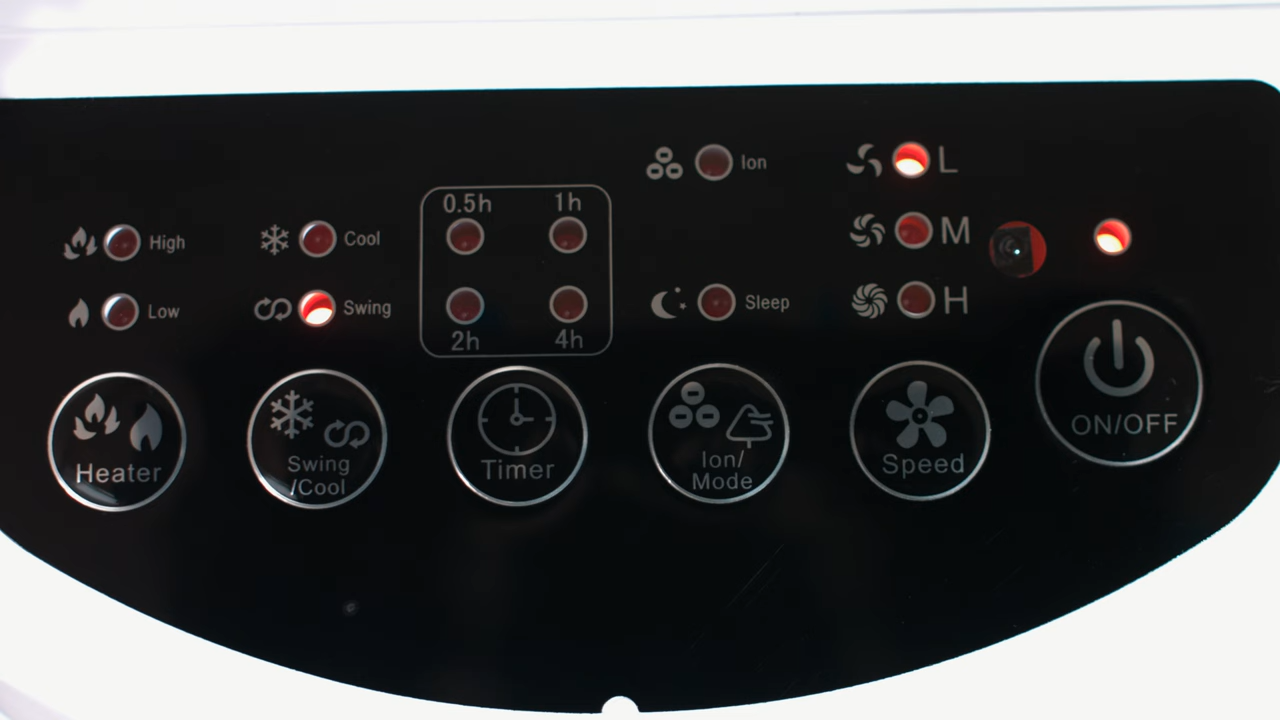 Ion
L
0.5h
1h
M
High
Cool
Low
Swing
Sleep
H
2h
4h
Heater
Swing
/Cool
Timer
Ion/
Mode
Speed
ON/OFF